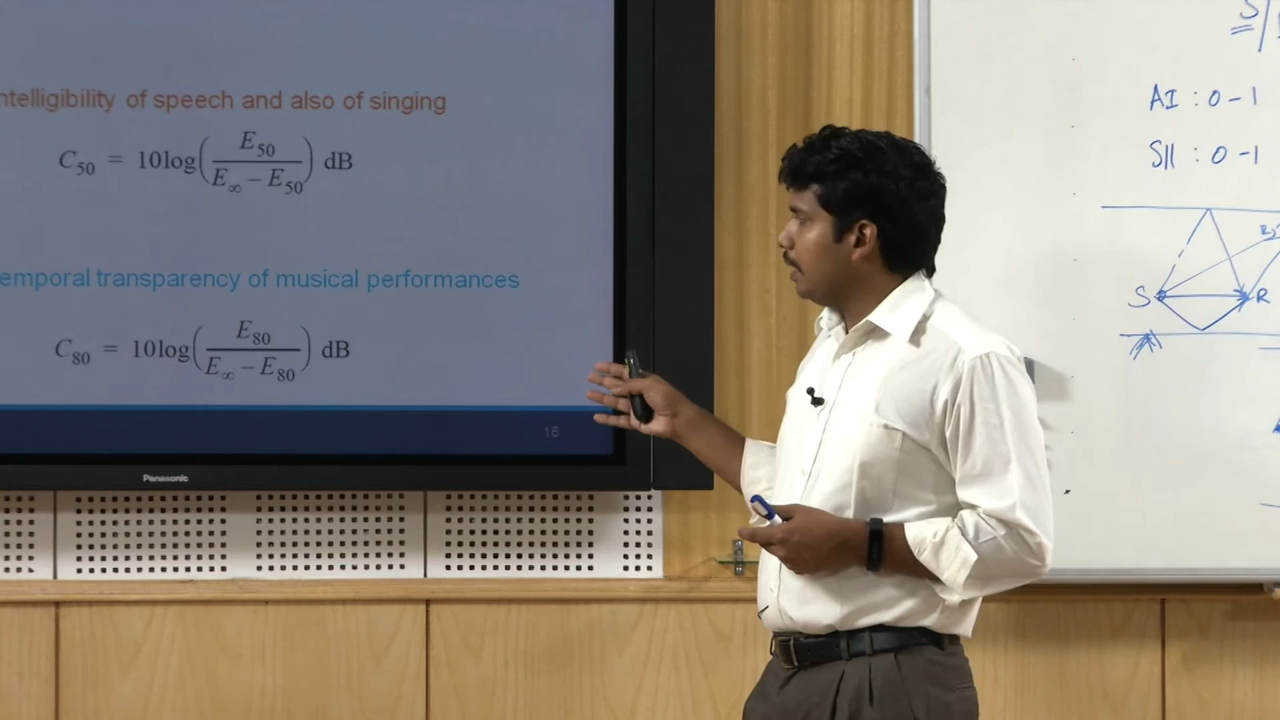 ntelligibility of speech and also of singing
C50 = 10log(E50 / E∞ − E50) dB
emporal transparency of musical performances
C80 = 10log(E80 / E∞ − E80) dB
16
Panasonic
S/
AI : 0-1
SII : 0-1
S
R